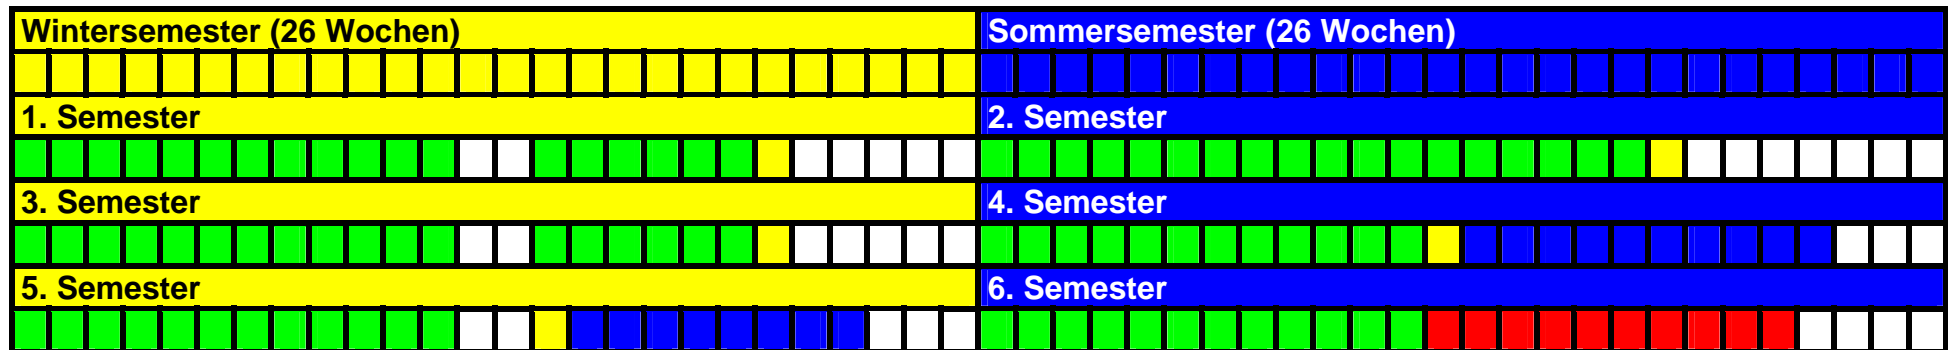 Wintersemester (26 Wochen)
Sommersemester (26 Wochen)
1. Semester
2. Semester
3. Semester
4. Semester
5. Semester
6. Semester